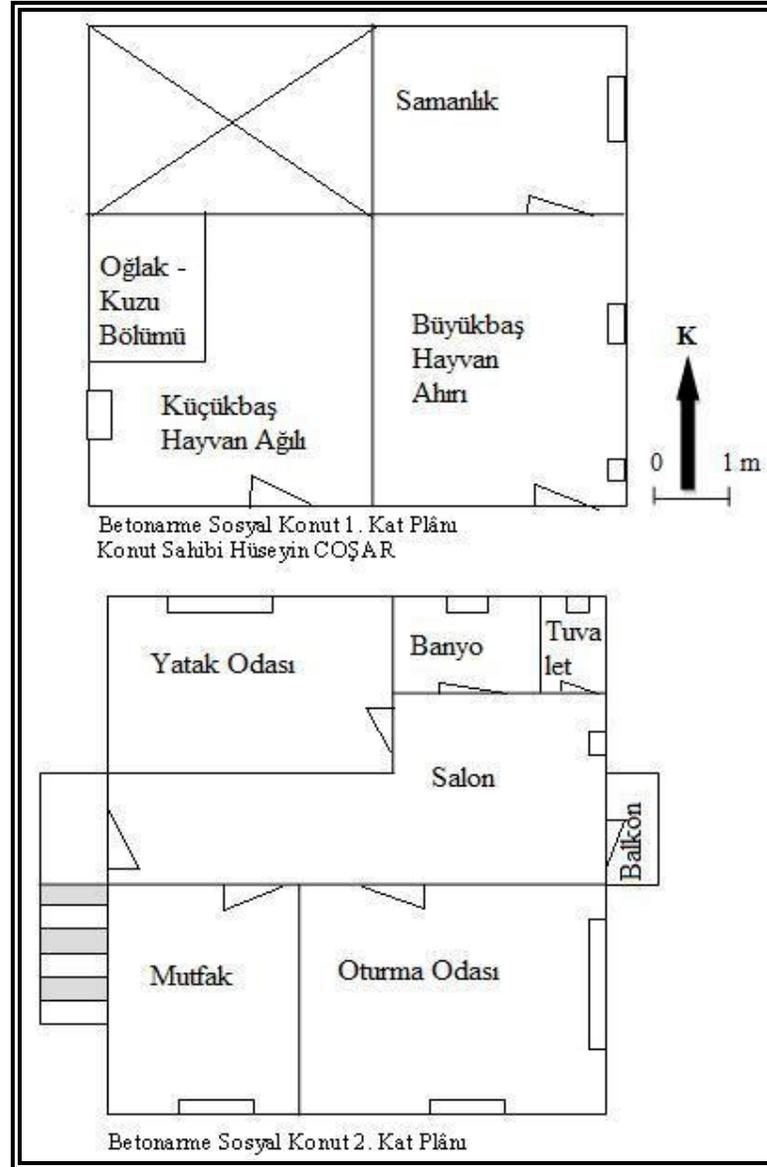 Samanlık
Oğlak -
Kuzu
Bölümü
Büyükbaş
Hayvan
Ahırı
Küçükbaş
Hayvan Ağılı
K
0 1 m
Betonarme Sosyal Konut 1. Kat Plânı
Konut Sahibi Hüseyin COŞAR
Yatak Odası
Banyo
Tuva
let
Salon
Balkon
Mutfak
Oturma Odası
Betonarme Sosyal Konut 2. Kat Plânı